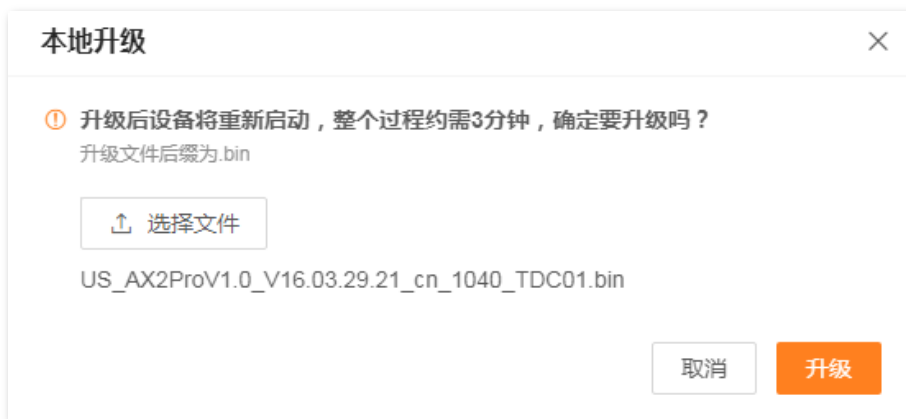 本地升级
升级后设备将重新启动，整个过程约需3分钟，确定要升级吗？
升级文件后缀为.bin
选择文件
US_AX2ProV1.0_V16.03.29.21_cn_1040_TDC01.bin
取消
升级